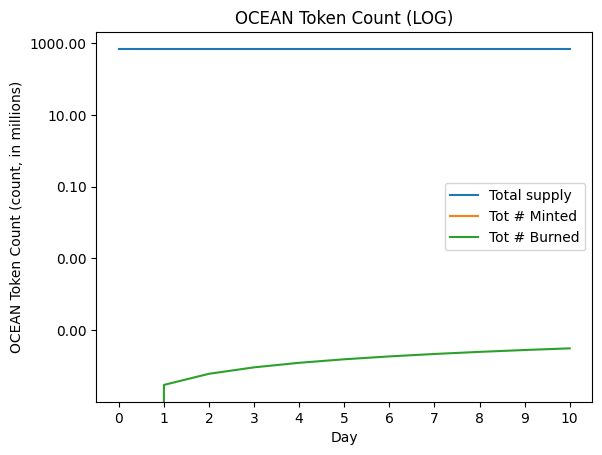 OCEAN Token Count (LOG)
OCEAN Token Count (count, in millions)
1000.00
10.00
0.10
0.00
0.00
Total supply
Tot # Minted
Tot # Burned
0 1 2 3 4 5 6 7 8 9 10
Day